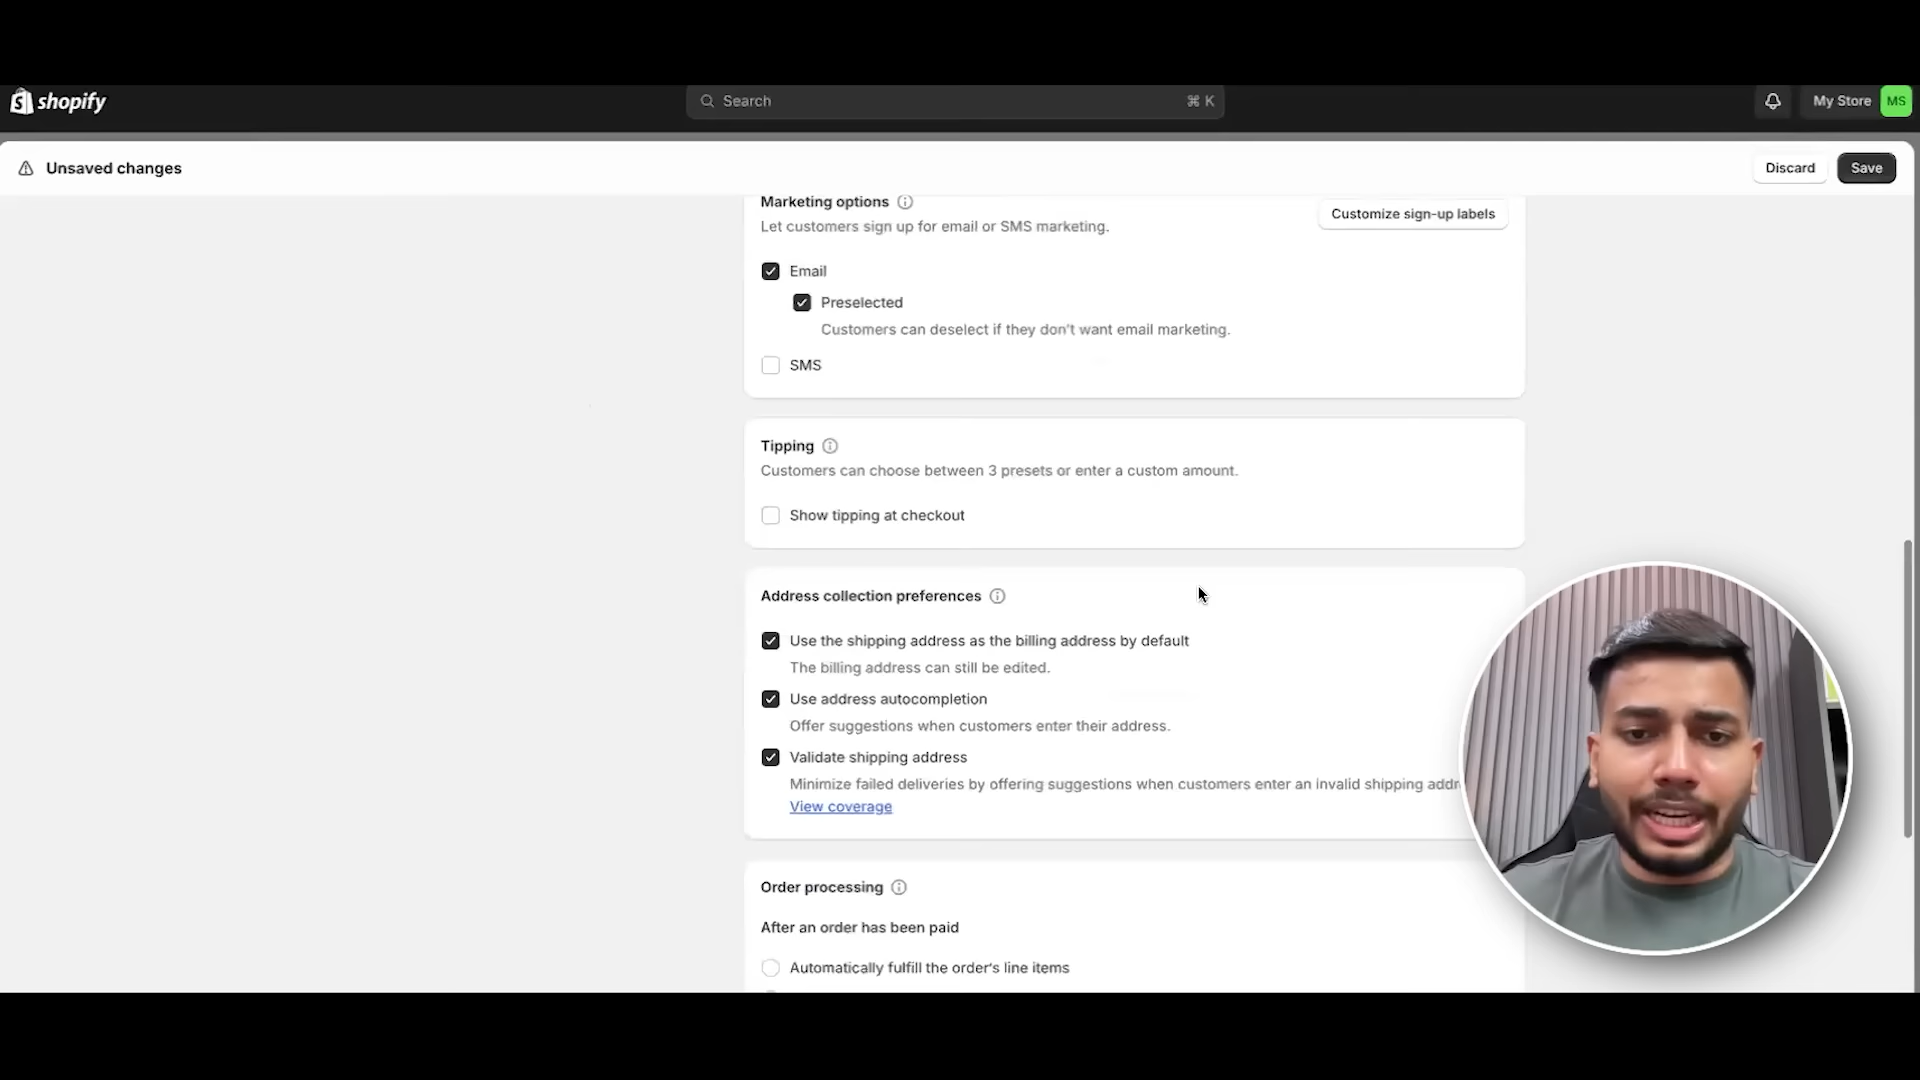 shopify
Search
⌘ K
My Store
MS
Unsaved changes
Discard
Save
Marketing options
Customize sign-up labels
Let customers sign up for email or SMS marketing.
Email
Preselected
Customers can deselect if they don't want email marketing.
SMS
Tipping
Customers can choose between 3 presets or enter a custom amount.
Show tipping at checkout
Address collection preferences
Use the shipping address as the billing address by default
The billing address can still be edited.
Use address autocompletion
Offer suggestions when customers enter their address.
Validate shipping address
Minimize failed deliveries by offering suggestions when customers enter an invalid shipping addr
View coverage
Order processing
After an order has been paid
Automatically fulfill the order's line items